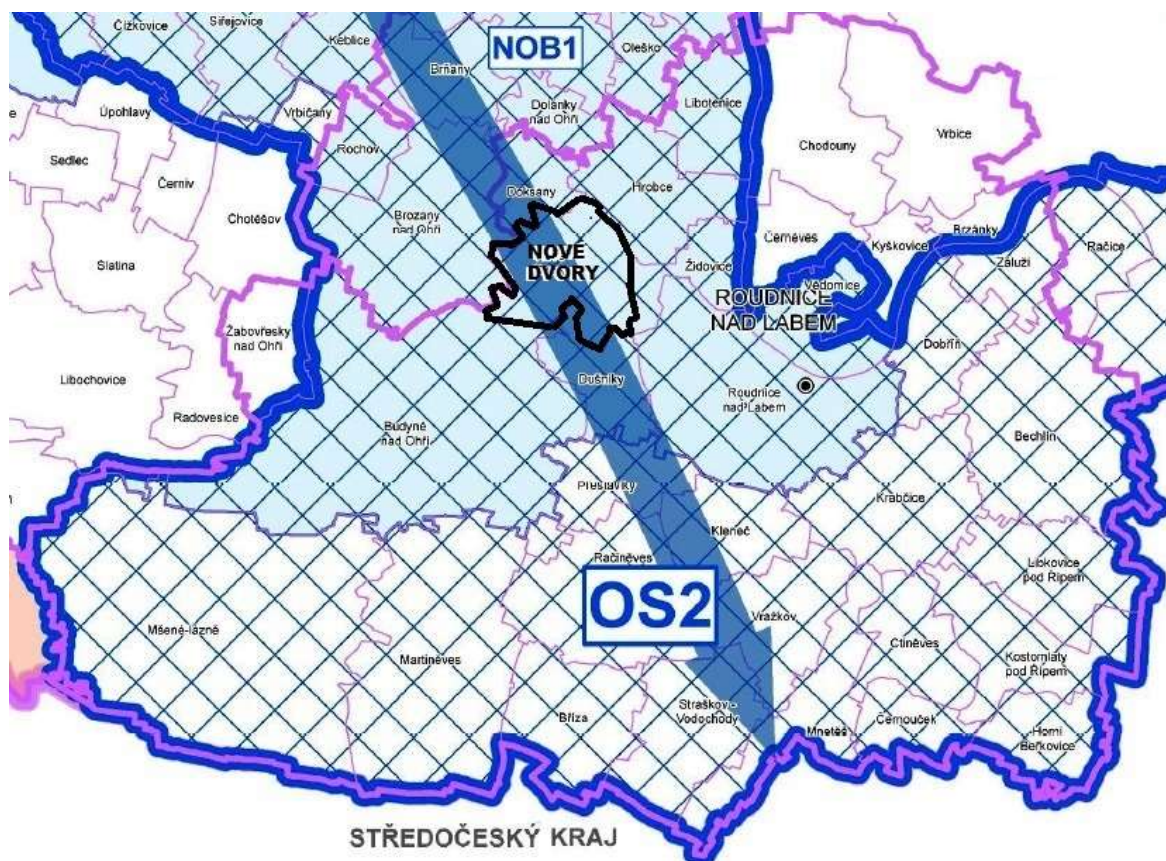 Čížkovice
Siřejovice
Keblice
Brňany
NOB1
Oleško
Úpohlavy
Vrbičany
Dolánky
nad Ohří
Libotenice
Vrbice
Chodouny
Sedlec
Rochov
Černiv
Chotěšov
Doksany
Hrobce
Brozany
nad Ohří
Černěves
Kyškovice
Brzánky
Račice
Záluží
Slatina
NOVÉ
DVORY
Židovice
Vědomice
ROUDNICE
NAD LABEM
Žabovřesky
nad Ohří
Dobříň
Libochovice
Dušníky
Roudnice
nad Labem
Radovesice
Budyně
nad Ohří
Bechlín
Přestavlky
Krabčice
Kleneč
Račiněves
Libkovice
pod Řípem
OS2
Vražkov
Ctiněves
Mšené-lázně
Martiněves
Kostomlaty
pod Řípem
Straškov -
Vodochody
Bříza
Mnetěš
Černouček
Horní
Beřkovice
STŘEDOČESKÝ KRAJ